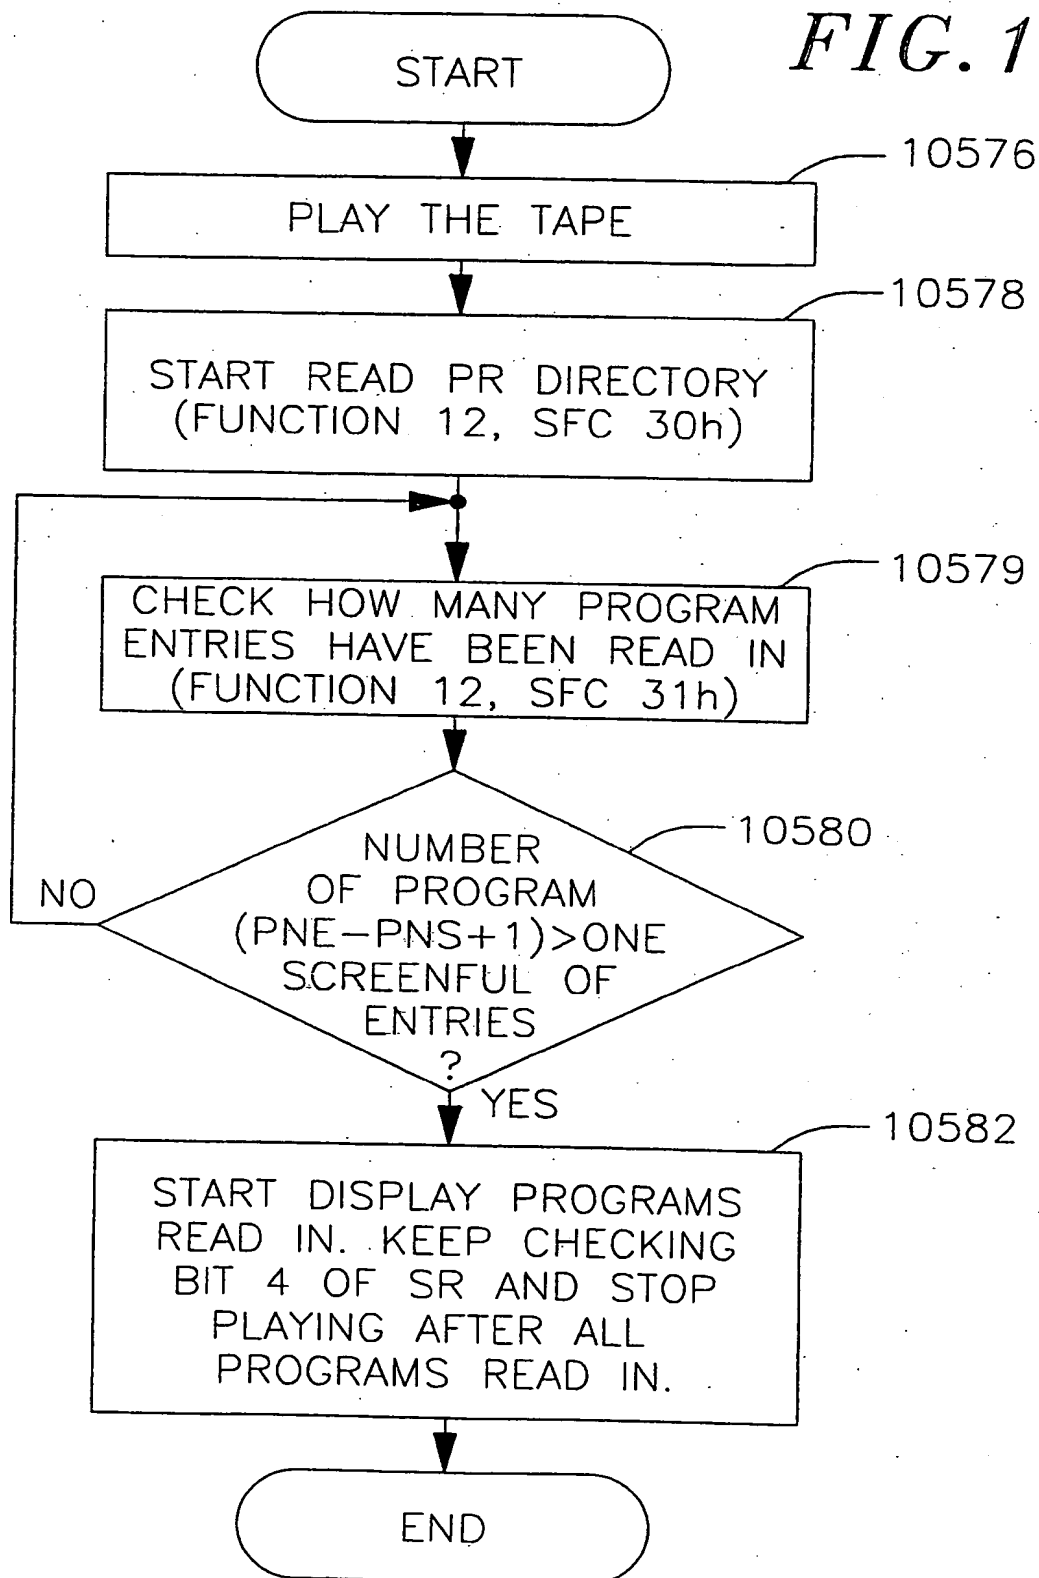 FIG. 1
START
10576
PLAY THE TAPE
10578
START READ PR DIRECTORY
(FUNCTION 12, SFC 30h)
10579
CHECK HOW MANY PROGRAM
ENTRIES HAVE BEEN READ IN
(FUNCTION 12, SFC 31h)
10580
NUMBER
OF PROGRAM
(PNE-PNS+1)>ONE
SCREENFUL OF
ENTRIES
?
NO
YES
10582
START DISPLAY PROGRAMS
READ IN. KEEP CHECKING
BIT 4 OF SR AND STOP
PLAYING AFTER ALL
PROGRAMS READ IN.
END